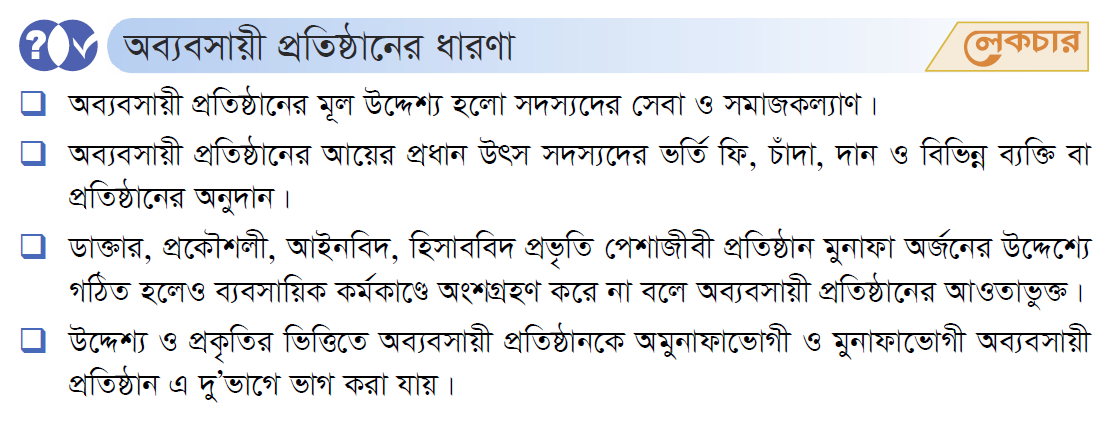 অব্যবসায়ী প্রতিষ্ঠানের ধারণা
লেকচার
❑ অব্যবসায়ী প্রতিষ্ঠানের মূল উদ্দেশ্য হলো সদস্যদের সেবা ও সমাজকল্যাণ।
❑ অব্যবসায়ী প্রতিষ্ঠানের আয়ের প্রধান উৎস সদস্যদের ভর্তি ফি, চাঁদা, দান ও বিভিন্ন ব্যক্তি বা
প্রতিষ্ঠানের অনুদান।
❑ ডাক্তার, প্রকৌশলী, আইনবিদ, হিসাববিদ প্রভৃতি পেশাজীবী প্রতিষ্ঠান মুনাফা অর্জনের উদ্দেশ্যে
গঠিত হলেও ব্যবসায়িক কর্মকাণ্ডে অংশগ্রহণ করে না বলে অব্যবসায়ী প্রতিষ্ঠানের আওতাভুক্ত।
❑ উদ্দেশ্য ও প্রকৃতির ভিত্তিতে অব্যবসায়ী প্রতিষ্ঠানকে অমুনাফাভোগী ও মুনাফাভোগী অব্যবসায়ী
প্রতিষ্ঠান এ দু’ভাগে ভাগ করা যায়।